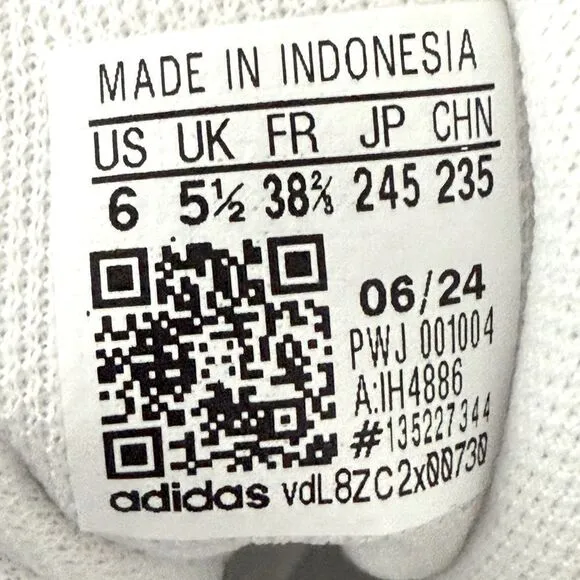 MADE IN INDONESIA
US UK FR JP CHN
6 5½ 38⅔ 245 235
06/24
PWJ 001004
A:IH4886
#135227344
adidas vdL8ZC2x00730